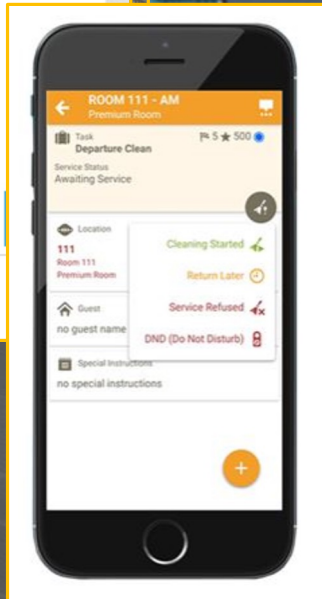 ROOM 111 - AM
Premium Room
Task
Departure Clean
5 ★ 500
Service Status
Awaiting Service
Location
111
Room 111
Premium Room
Cleaning Started
Return Later
Service Refused
DND (Do Not Disturb)
Guest
no guest name
Special Instructions
no special instructions
+